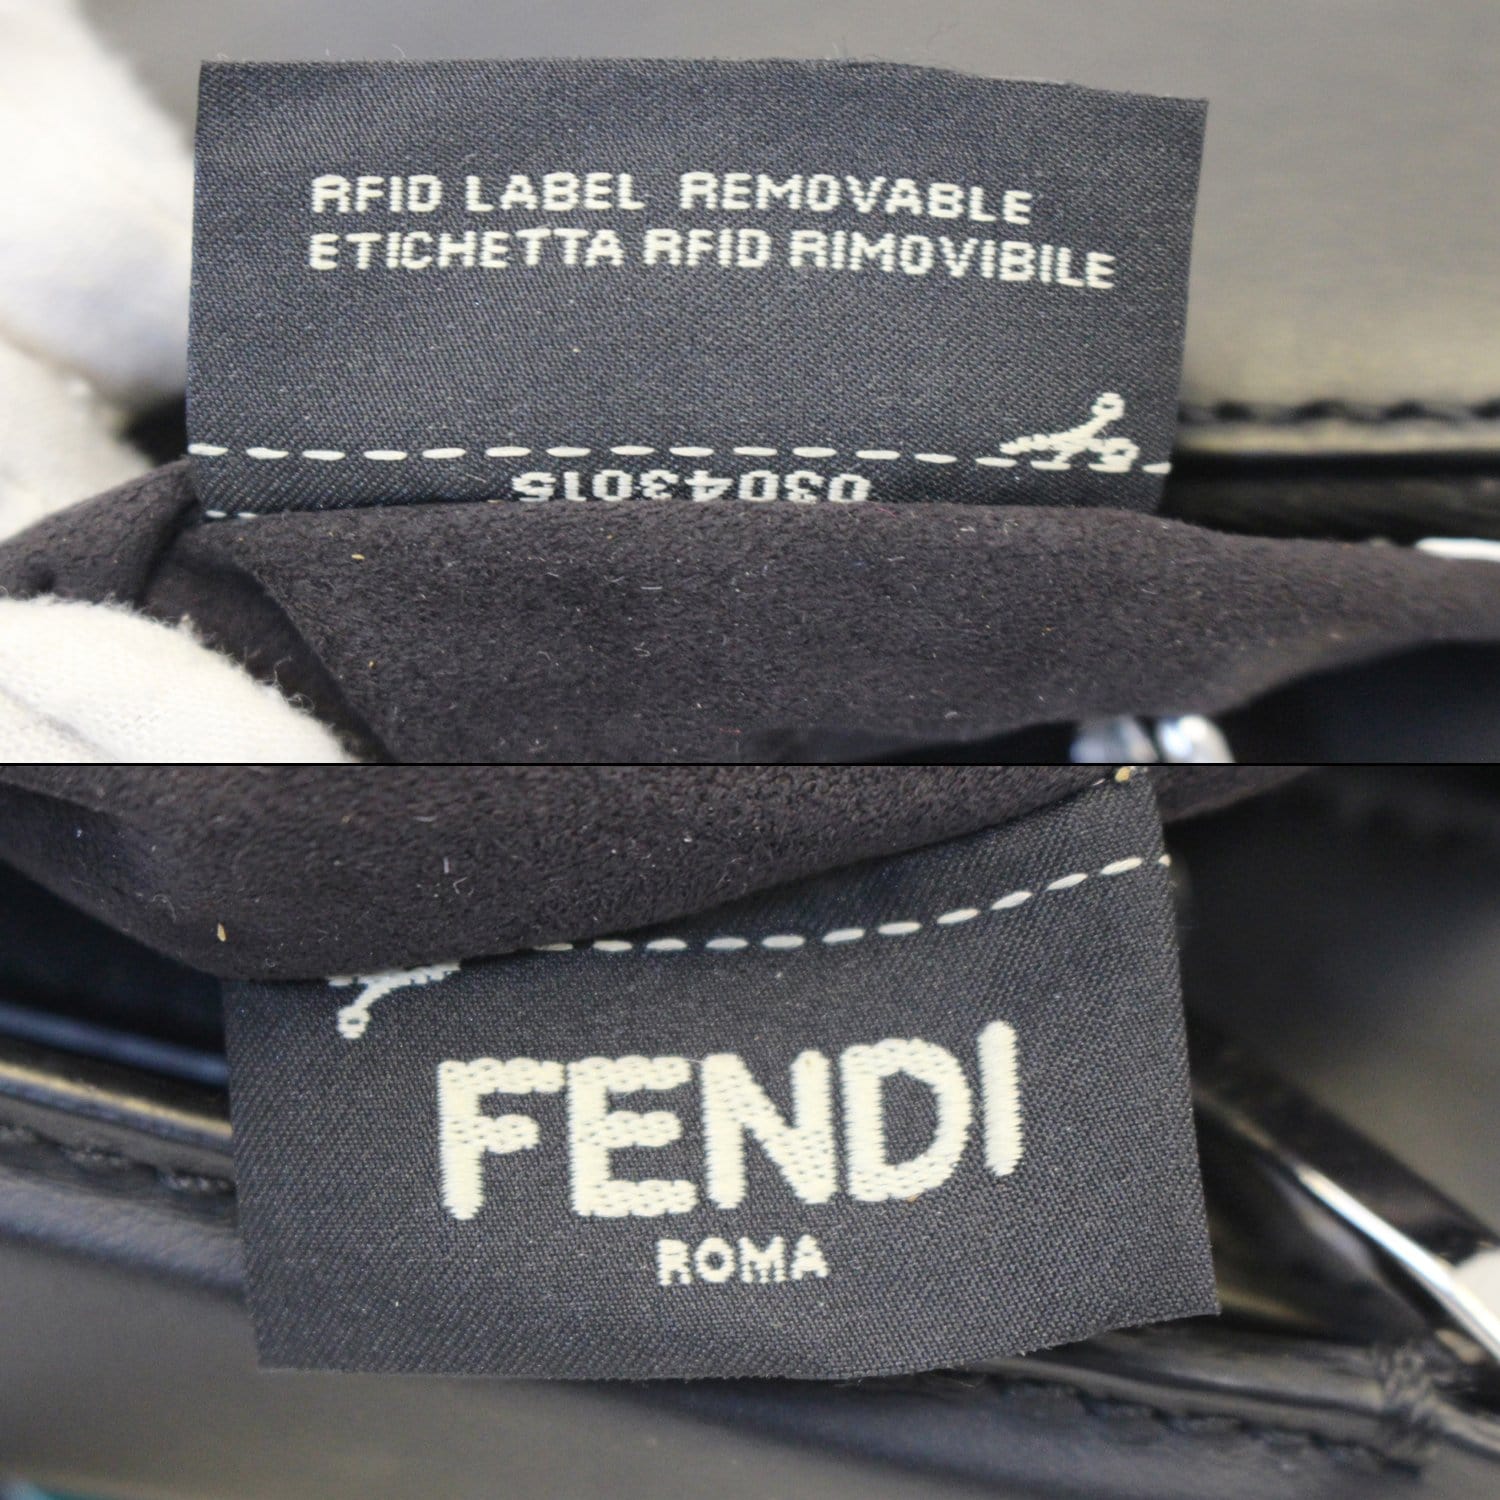 RFID LABEL REMOVABLE
ETICHETTA RFID RIMOVIBILE
03043015
FENDI
ROMA